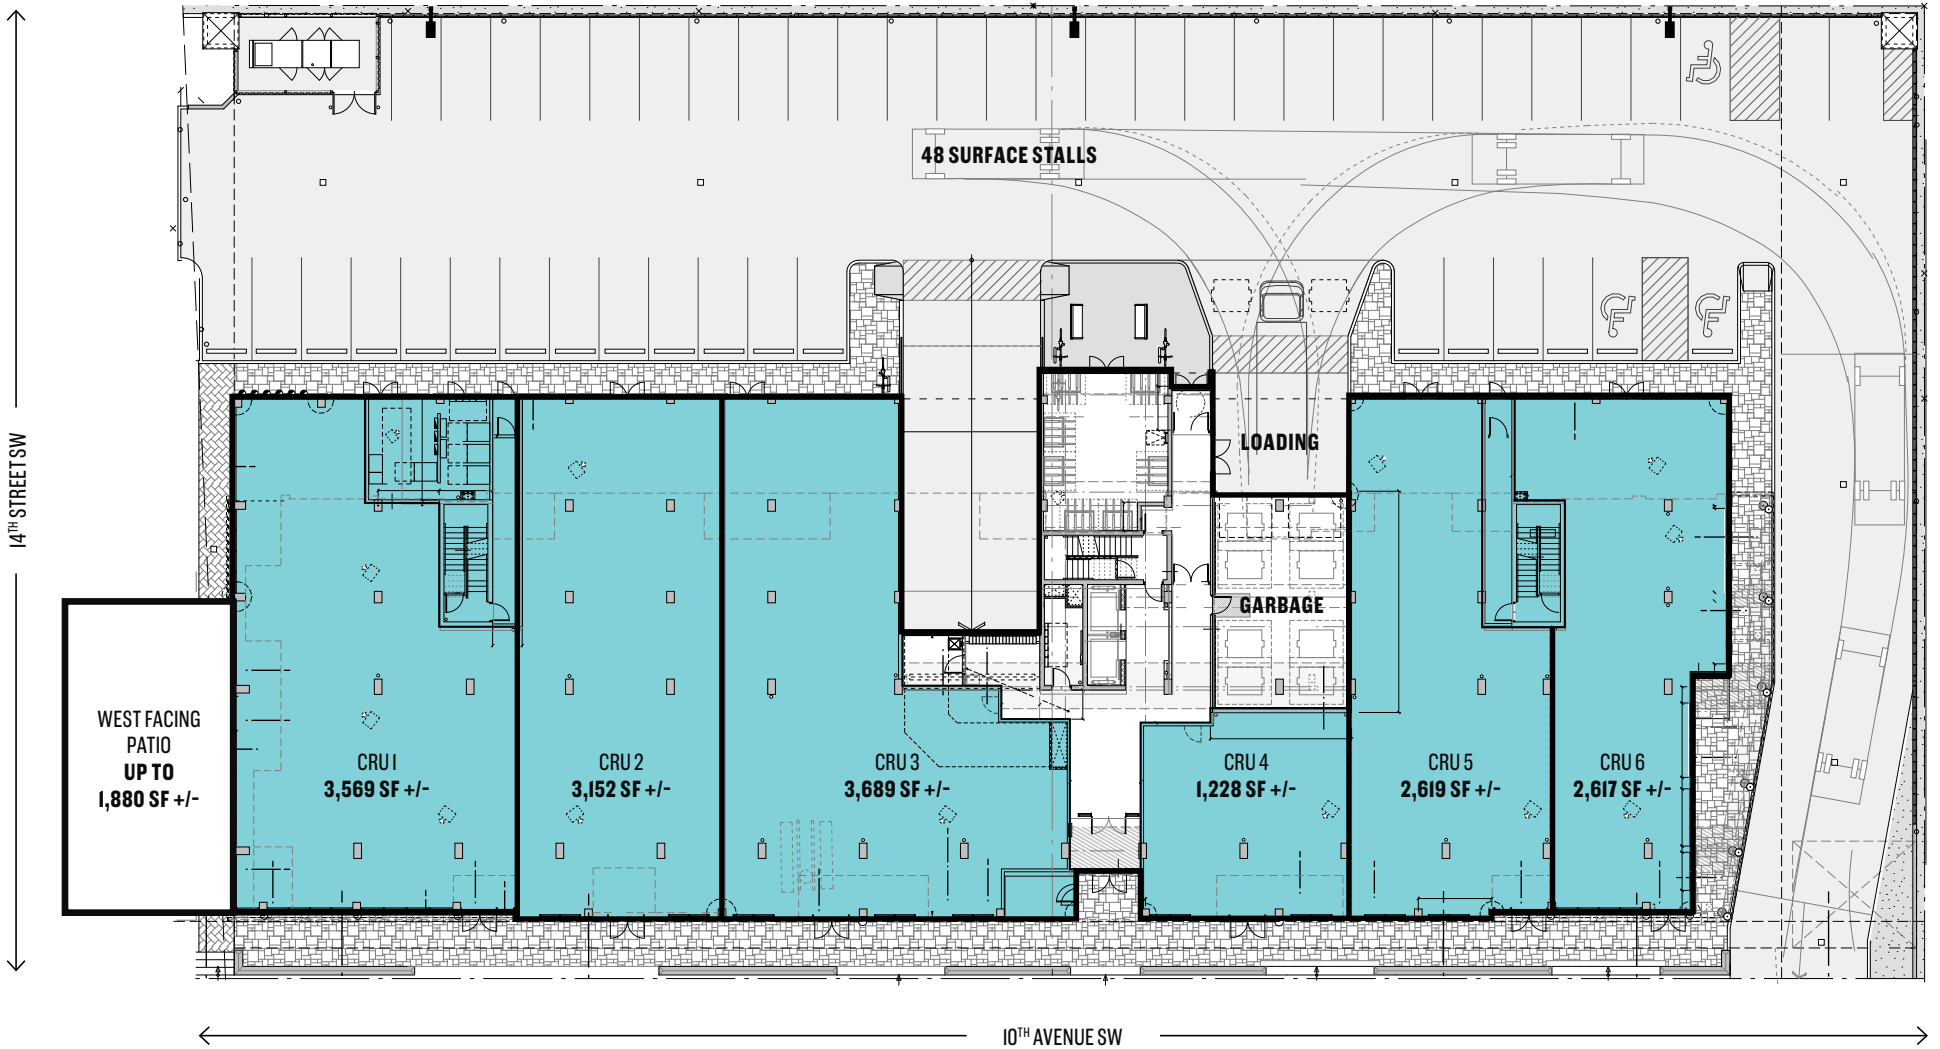 48 SURFACE STALLS
14TH STREET SW
LOADING
GARBAGE
WEST FACING
PATIO
UP TO
1,880 SF +/-
CRU 1
3,569 SF +/-
CRU 2
3,152 SF +/-
CRU 3
3,689 SF +/-
CRU 4
1,228 SF +/-
CRU 5
2,619 SF +/-
CRU 6
2,617 SF +/-
10TH AVENUE SW